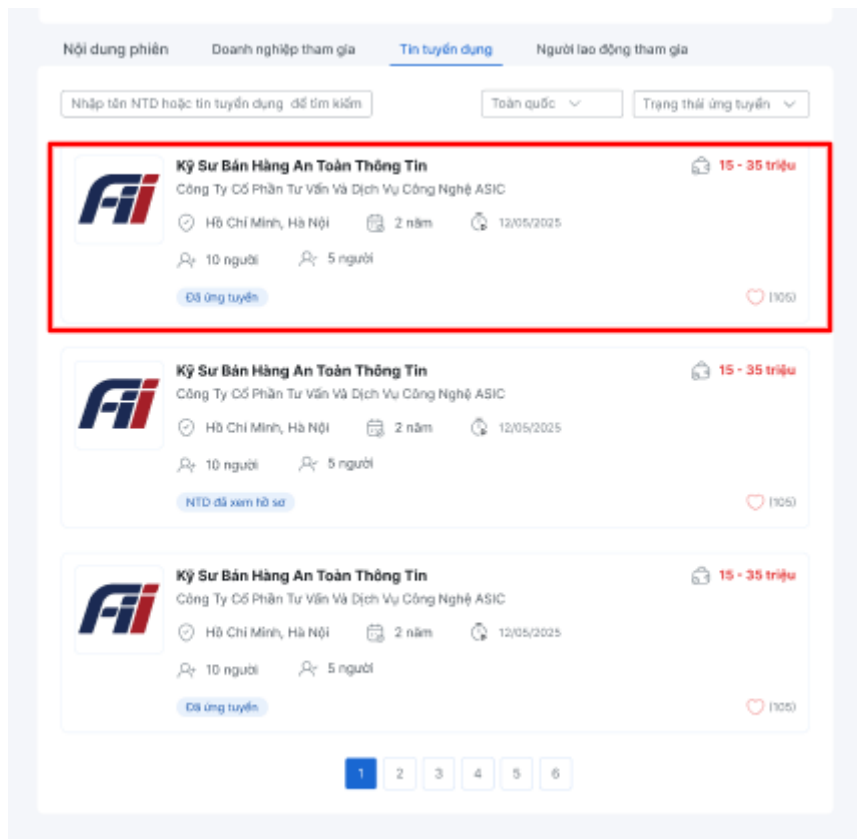 Nội dung phiên Doanh nghiệp tham gia Tin tuyển dụng Người lao động tham gia
Nhập tên NTD hoặc tin tuyển dụng để tìm kiếm Toàn quốc Trạng thái ứng tuyển
Kỹ Sư Bán Hàng An Toàn Thông Tin 15 - 35 triệu
Công Ty Cổ Phần Tư Vấn Và Dịch Vụ Công Nghệ ASIC
Hồ Chí Minh, Hà Nội 2 năm 12/05/2025
10 người 5 người
Đã ứng tuyển (105)
Kỹ Sư Bán Hàng An Toàn Thông Tin 15 - 35 triệu
Công Ty Cổ Phần Tư Vấn Và Dịch Vụ Công Nghệ ASIC
Hồ Chí Minh, Hà Nội 2 năm 12/05/2025
10 người 5 người
NTD đã xem hồ sơ (105)
Kỹ Sư Bán Hàng An Toàn Thông Tin 15 - 35 triệu
Công Ty Cổ Phần Tư Vấn Và Dịch Vụ Công Nghệ ASIC
Hồ Chí Minh, Hà Nội 2 năm 12/05/2025
10 người 5 người
Đã ứng tuyển (105)
1 2 3 4 5 6